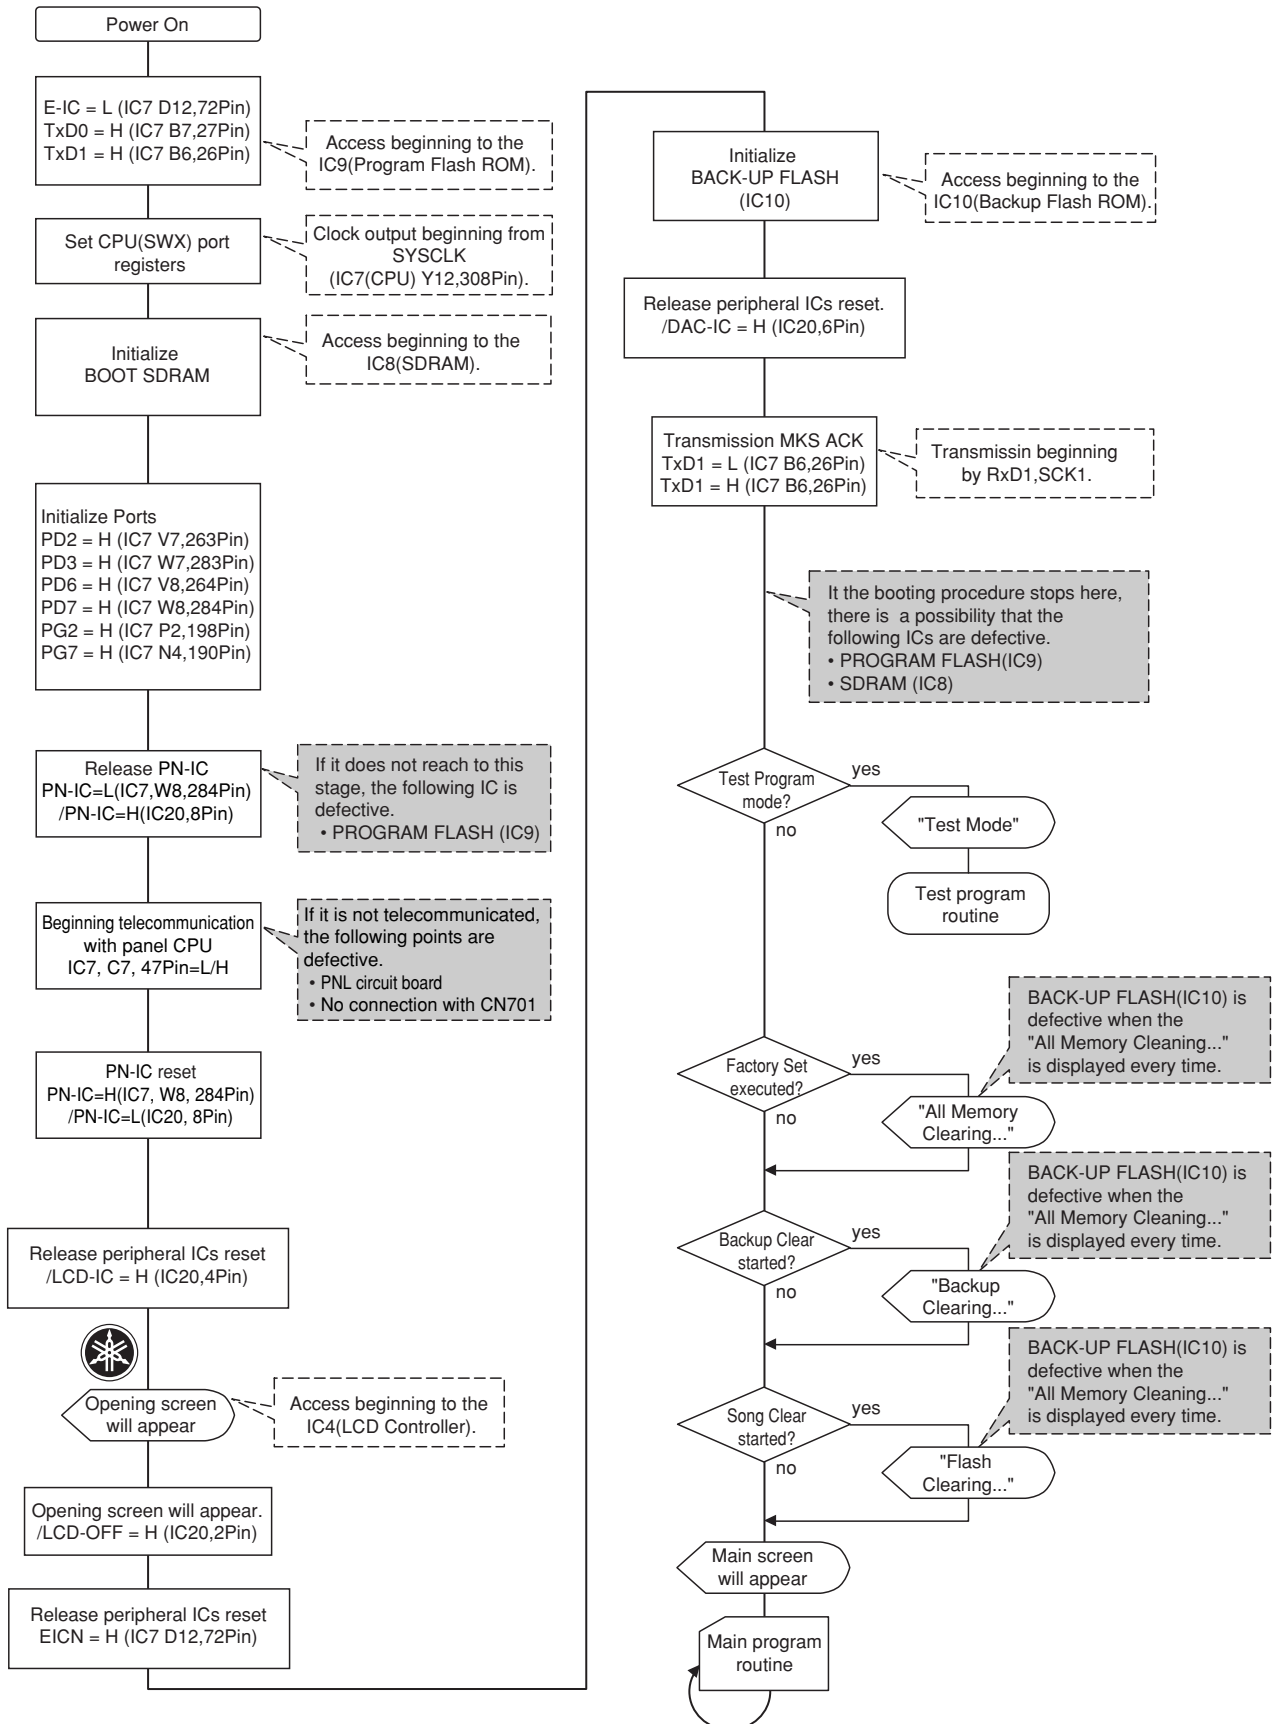 Power On
E-IC = L (IC7 D12,72Pin)
TxD0 = H (IC7 B7,27Pin)
TxD1 = H (IC7 B6,26Pin)
Access beginning to the
IC9(Program Flash ROM).
Set CPU(SWX) port
registers
Clock output beginning from
SYSCLK
(IC7(CPU) Y12,308Pin).
Initialize
BOOT SDRAM
Access beginning to the
IC8(SDRAM).
Initialize Ports
PD2 = H (IC7 V7,263Pin)
PD3 = H (IC7 W7,283Pin)
PD6 = H (IC7 V8,264Pin)
PD7 = H (IC7 W8,284Pin)
PG2 = H (IC7 P2,198Pin)
PG7 = H (IC7 N4,190Pin)
Release PN-IC
PN-IC=L(IC7,W8,284Pin)
/PN-IC=H(IC20,8Pin)
If it does not reach to this
stage, the following IC is
defective.
• PROGRAM FLASH (IC9)
Beginning telecommunication
with panel CPU
IC7, C7, 47Pin=L/H
If it is not telecommunicated,
the following points are
defective.
• PNL circuit board
• No connection with CN701
PN-IC reset
PN-IC=H(IC7, W8, 284Pin)
/PN-IC=L(IC20, 8Pin)
Release peripheral ICs reset
/LCD-IC = H (IC20,4Pin)
Opening screen
will appear
Access beginning to the
IC4(LCD Controller).
Opening screen will appear.
/LCD-OFF = H (IC20,2Pin)
Release peripheral ICs reset
EICN = H (IC7 D12,72Pin)
Initialize
BACK-UP FLASH
(IC10)
Access beginning to the
IC10(Backup Flash ROM).
Release peripheral ICs reset.
/DAC-IC = H (IC20,6Pin)
Transmission MKS ACK
TxD1 = L (IC7 B6,26Pin)
TxD1 = H (IC7 B6,26Pin)
Transmissin beginning
by RxD1,SCK1.
It the booting procedure stops here,
there is a possibility that the
following ICs are defective.
• PROGRAM FLASH(IC9)
• SDRAM (IC8)
Test Program
mode?
yes
no
"Test Mode"
Test program
routine
Factory Set
executed?
yes
no
"All Memory
Clearing..."
BACK-UP FLASH(IC10) is
defective when the
"All Memory Cleaning..."
is displayed every time.
Backup Clear
started?
yes
no
"Backup
Clearing..."
BACK-UP FLASH(IC10) is
defective when the
"All Memory Cleaning..."
is displayed every time.
Song Clear
started?
yes
no
"Flash
Clearing..."
BACK-UP FLASH(IC10) is
defective when the
"All Memory Cleaning..."
is displayed every time.
Main screen
will appear
Main program
routine